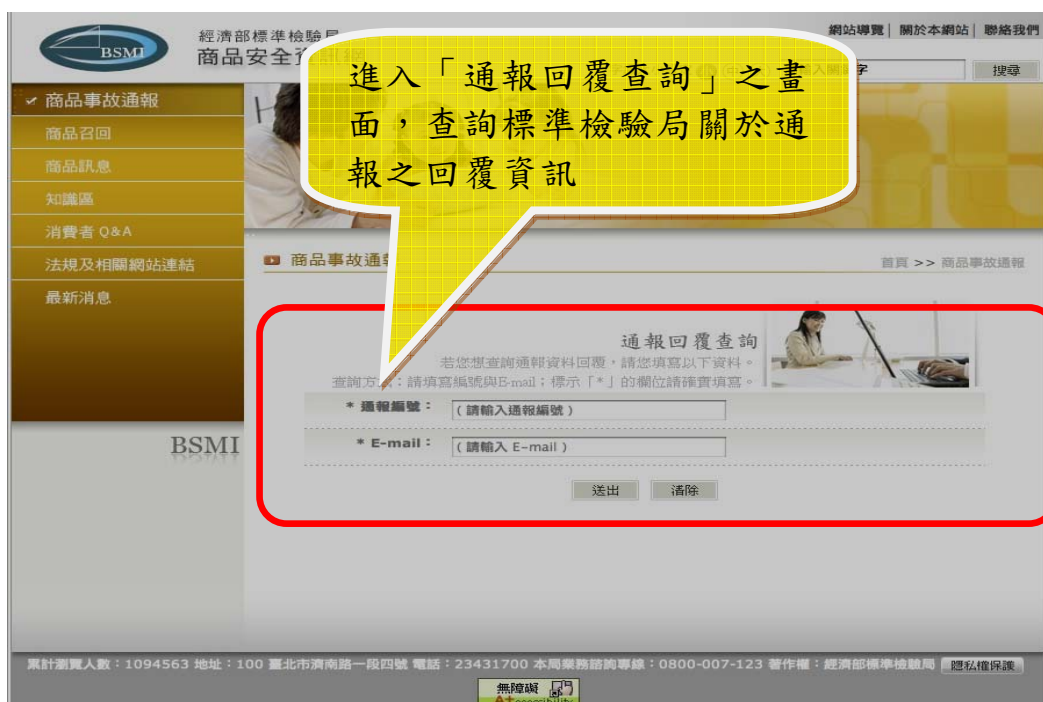 網站導覽│ 關於本網站│ 聯絡我們
BSMI
經濟部標準檢驗局
商品安全資
字
搜尋
進入「通報回覆查詢」之畫
面，查詢標準檢驗局關於通
報之回覆資訊
商品事故通報
商品召回
商品訊息
知識區
消費者 Q&A
法規及相關網站連結
最新消息
商品事故通
首頁 >> 商品事故通報
通報回覆查詢
若您想查詢通報資料回覆，請您填寫以下資料。
查詢方式：請填寫編號與E-mail；標示「*」的欄位請確實填寫。
* 通報編號：
( 請輸入通報編號 )
* E-mail：
( 請輸入 E-mail )
送出
清除
BSMI
累計瀏覽人數：1094563 地址：100 臺北市濟南路一段四號 電話：23431700 本局業務諮詢專線：0800-007-123 著作權：經濟部標準檢驗局 隱私權保護
無障礙